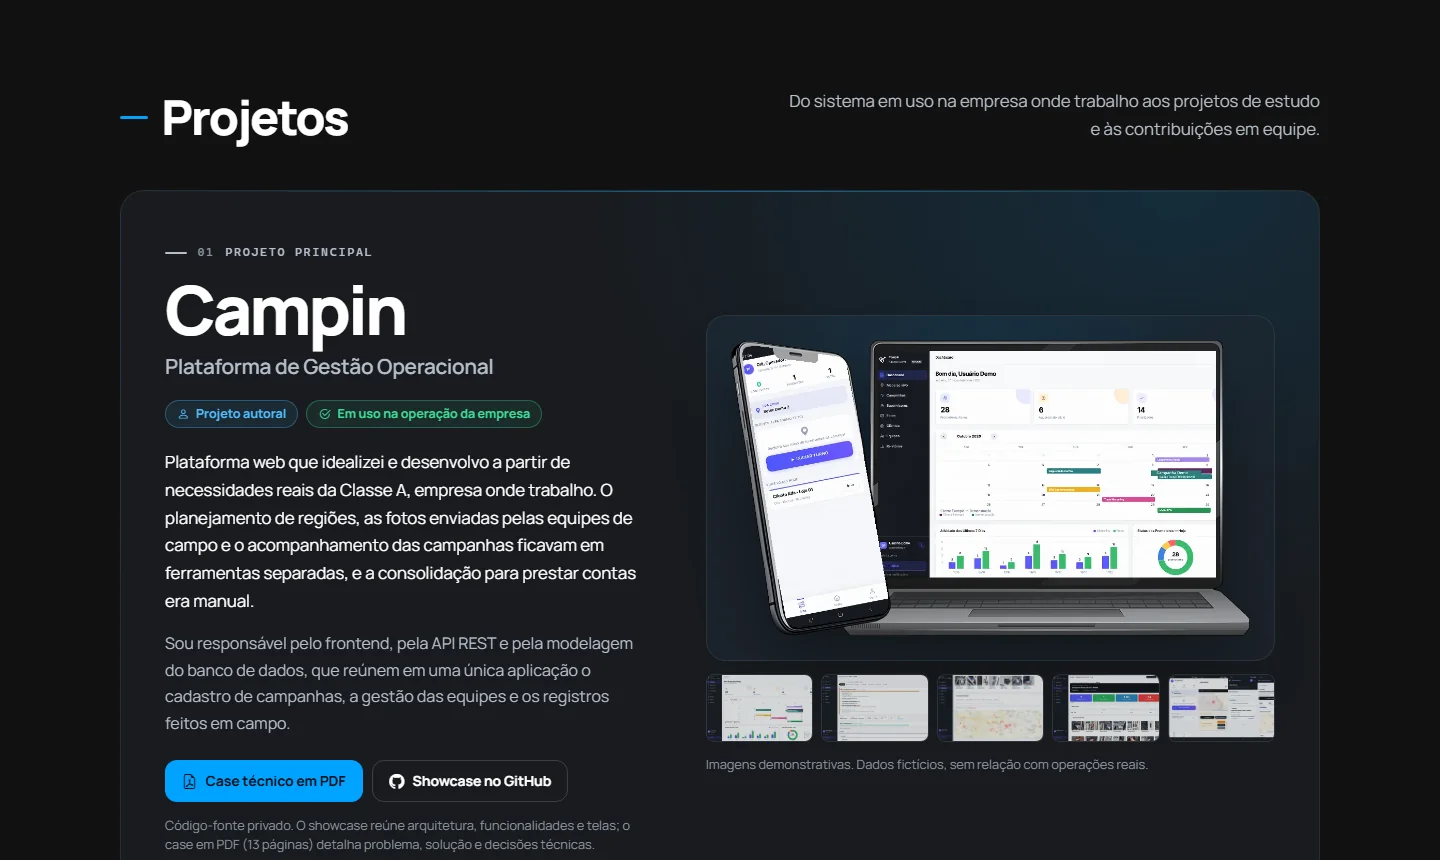 Projetos
Do sistema em uso na empresa onde trabalho aos projetos de estudo
e às contribuições em equipe.
01 PROJETO PRINCIPAL
Campin
Plataforma de Gestão Operacional
Projeto autoral
Em uso na operação da empresa
Plataforma web que idealizei e desenvolvo a partir de
necessidades reais da Classe A, empresa onde trabalho. O
planejamento de regiões, as fotos enviadas pelas equipes de
campo e o acompanhamento das campanhas ficavam em
ferramentas separadas, e a consolidação para prestar contas
era manual.
Sou responsável pelo frontend, pela API REST e pela modelagem
do banco de dados, que reúnem em uma única aplicação o
cadastro de campanhas, a gestão das equipes e os registros
feitos em campo.
Case técnico em PDF
Showcase no GitHub
Código-fonte privado. O showcase reúne arquitetura, funcionalidades e telas; o
case em PDF (13 páginas) detalha problema, solução e decisões técnicas.
Bom dia, Usuário Demo
28
6
14
Outubro 2025
Imagens demonstrativas. Dados fictícios, sem relação com operações reais.